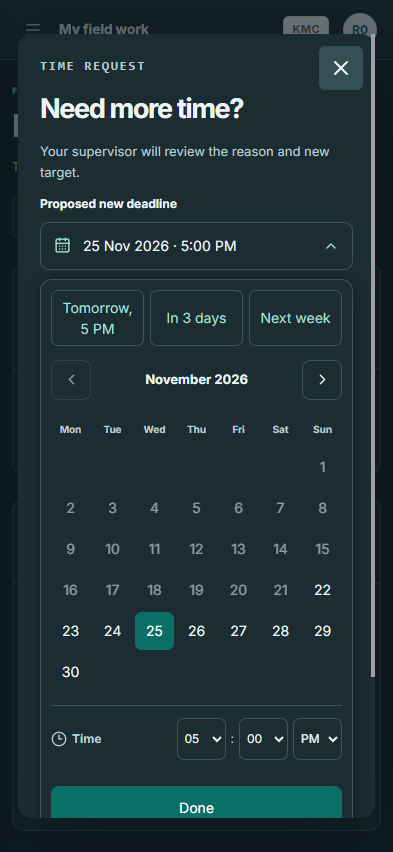 My field work
KMC
RO
TIME REQUEST
Need more time?
Your supervisor will review the reason and new
target.
Proposed new deadline
25 Nov 2026 · 5:00 PM
Tomorrow,
5 PM
In 3 days
Next week
November 2026
Mon Tue Wed Thu Fri Sat Sun
1
2 3 4 5 6 7 8
9 10 11 12 13 14 15
16 17 18 19 20 21 22
23 24 25 26 27 28 29
30
Time
05 : 00 PM
Done